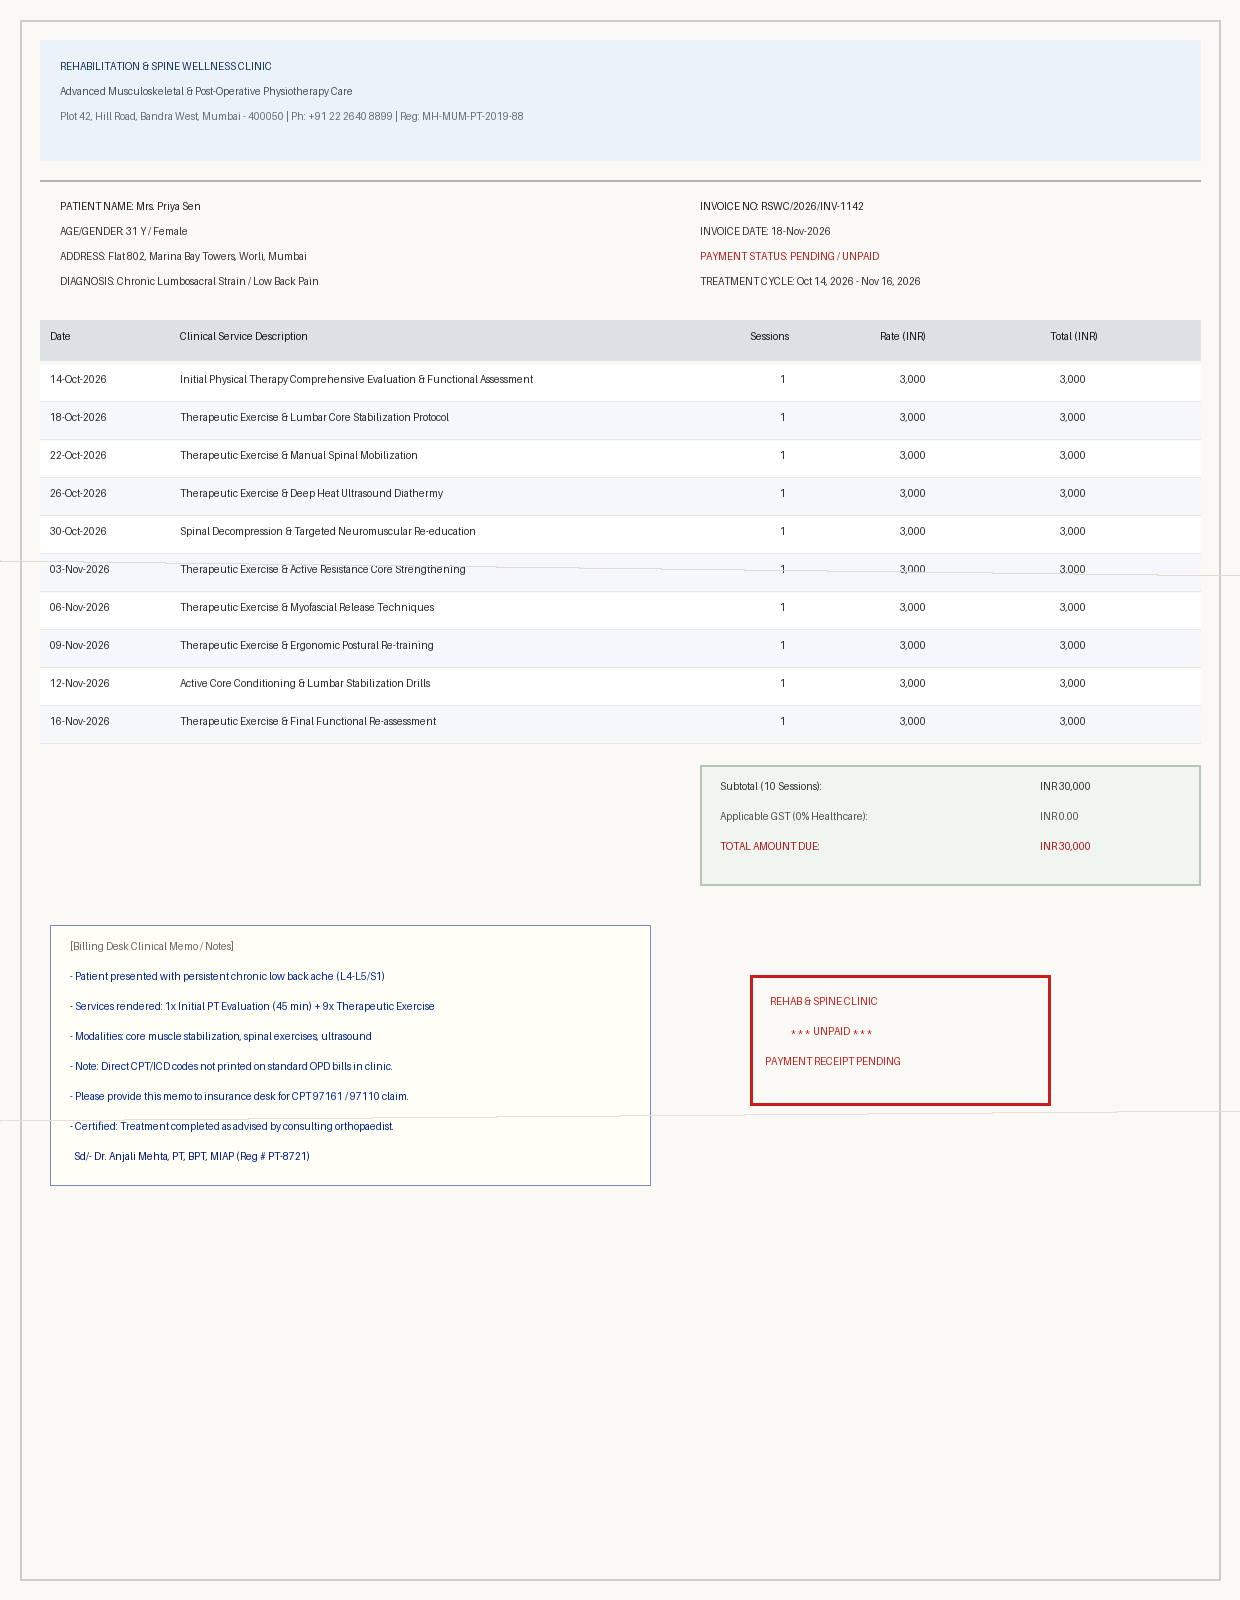 REHABILITATION & SPINE WELLNESS CLINIC
Advanced Musculoskeletal & Post-Operative Physiotherapy Care
Plot 42, Hill Road, Bandra West, Mumbai - 400050 | Ph: +91 22 2640 8899 | Reg: MH-MUM-PT-2019-88
PATIENT NAME: Mrs. Priya Sen
AGE/GENDER: 31 Y / Female
ADDRESS: Flat 802, Marina Bay Towers, Worli, Mumbai
DIAGNOSIS: Chronic Lumbosacral Strain / Low Back Pain
INVOICE NO: RSWC/2026/INV-1142
INVOICE DATE: 18-Nov-2026
PAYMENT STATUS: PENDING / UNPAID
TREATMENT CYCLE: Oct 14, 2026 - Nov 16, 2026
Date Clinical Service Description Sessions Rate (INR) Total (INR)
14-Oct-2026 Initial Physical Therapy Comprehensive Evaluation & Functional Assessment 1 3,000 3,000
18-Oct-2026 Therapeutic Exercise & Lumbar Core Stabilization Protocol 1 3,000 3,000
22-Oct-2026 Therapeutic Exercise & Manual Spinal Mobilization 1 3,000 3,000
26-Oct-2026 Therapeutic Exercise & Deep Heat Ultrasound Diathermy 1 3,000 3,000
30-Oct-2026 Spinal Decompression & Targeted Neuromuscular Re-education 1 3,000 3,000
03-Nov-2026 Therapeutic Exercise & Active Resistance Core Strengthening 1 3,000 3,000
06-Nov-2026 Therapeutic Exercise & Myofascial Release Techniques 1 3,000 3,000
09-Nov-2026 Therapeutic Exercise & Ergonomic Postural Re-training 1 3,000 3,000
12-Nov-2026 Active Core Conditioning & Lumbar Stabilization Drills 1 3,000 3,000
16-Nov-2026 Therapeutic Exercise & Final Functional Re-assessment 1 3,000 3,000
Subtotal (10 Sessions): INR 30,000
Applicable GST (0% Healthcare): INR 0.00
TOTAL AMOUNT DUE: INR 30,000
[Billing Desk Clinical Memo / Notes]
- Patient presented with persistent chronic low back ache (L4-L5/S1)
- Services rendered: 1x Initial PT Evaluation (45 min) + 9x Therapeutic Exercise
- Modalities: core muscle stabilization, spinal exercises, ultrasound
- Note: Direct CPT/ICD codes not printed on standard OPD bills in clinic.
- Please provide this memo to insurance desk for CPT 97161 / 97110 claim.
- Certified: Treatment completed as advised by consulting orthopaedist.
Sd/- Dr. Anjali Mehta, PT, BPT, MIAP (Reg # PT-8721)
REHAB & SPINE CLINIC
* * * UNPAID * * *
PAYMENT RECEIPT PENDING